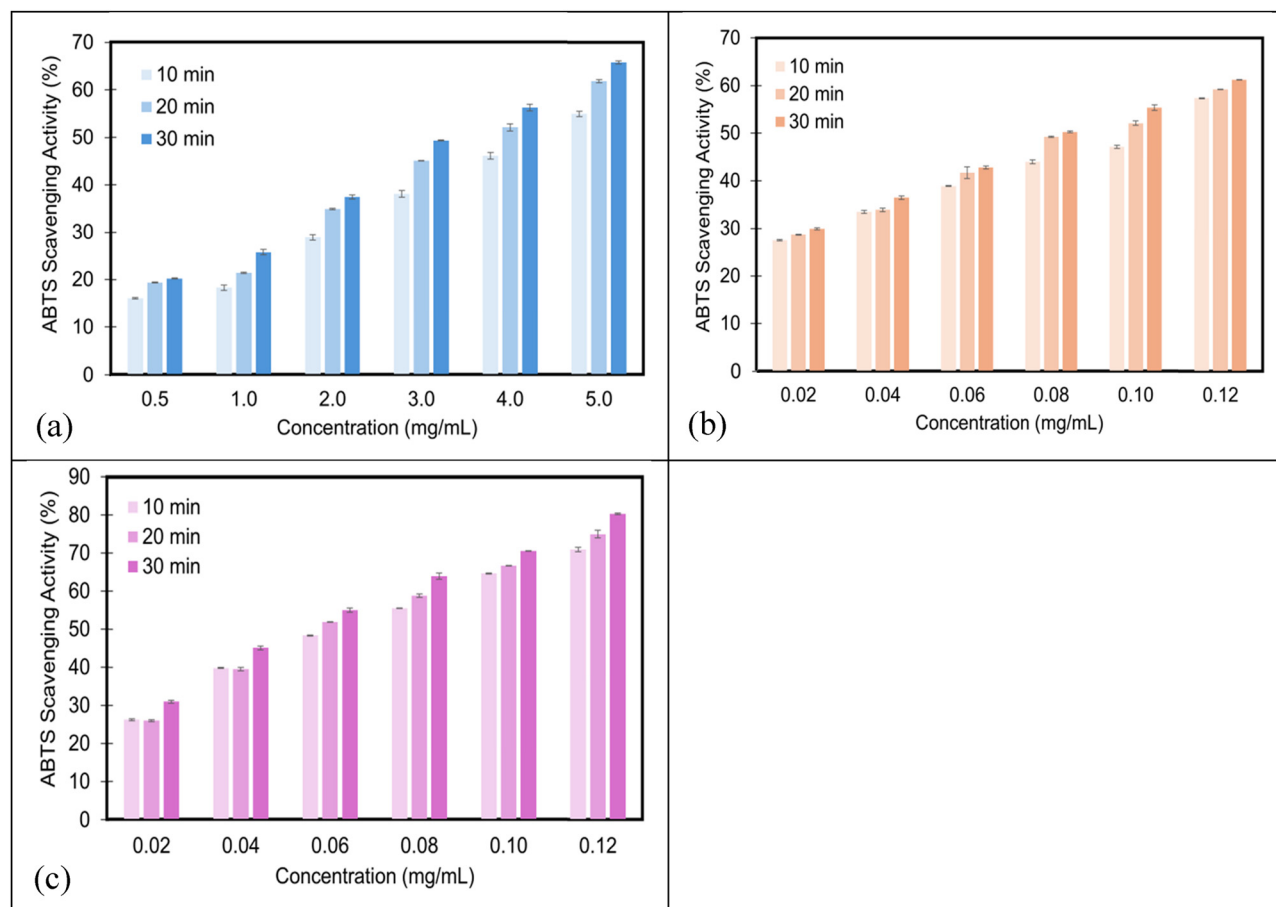 ABTS Scavenging Activity (%)
70
60
50
40
30
20
10
0
10 min
20 min
30 min
0.5 1.0 2.0 3.0 4.0 5.0
Concentration (mg/mL)
(a)
ABTS Scavenging Activity (%)
70
60
50
40
30
20
10
0
10 min
20 min
30 min
0.02 0.04 0.06 0.08 0.10 0.12
Concentration (mg/mL)
(b)
ABTS Scavenging Activity (%)
90
80
70
60
50
40
30
20
10
0
10 min
20 min
30 min
0.02 0.04 0.06 0.08 0.10 0.12
Concentration (mg/mL)
(c)